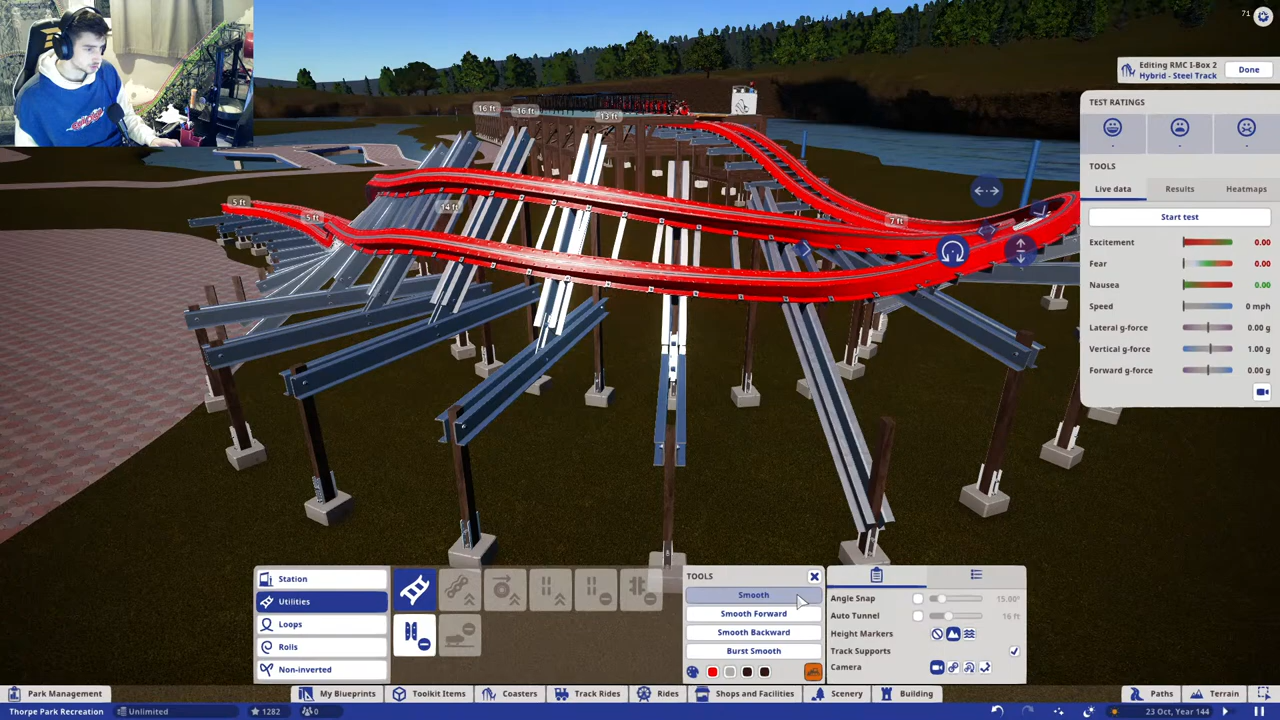 71
Editing RMC I-Box 2
Hybrid - Steel Track
Done
TEST RATINGS
-
-
-
TOOLS
Live data
Results
Heatmaps
Start test
Excitement 0.00
Fear 0.00
Nausea 0.00
Speed 0 mph
Lateral g-force 0.00 g
Vertical g-force 1.00 g
Forward g-force 0.00 g
16 ft
16 ft
13 ft
5 ft
5 ft
14 ft
7 ft
Station
Utilities
Loops
Rolls
Non-inverted
TOOLS
Smooth
Smooth Forward
Smooth Backward
Burst Smooth
Angle Snap 15.00°
Auto Tunnel 16 ft
Height Markers
Track Supports
Camera
Park Management
My Blueprints
Toolkit Items
Coasters
Track Rides
Rides
Shops and Facilities
Scenery
Building
Paths
Terrain
Thorpe Park Recreation
Unlimited
1282
0
23 Oct, Year 144